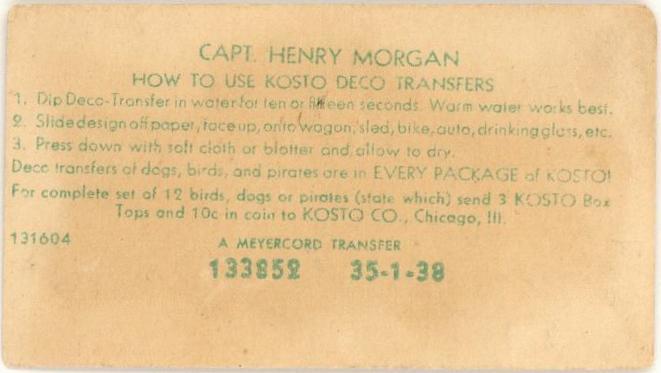 CAPT. HENRY MORGAN
HOW TO USE KOSTO DECO TRANSFERS
1. Dip Deco-Transfer in water for ten or fifteen seconds. Warm water works best.
2. Slide design off paper, face up, onto wagon, sled, bike, auto, drinking glass, etc.
3. Press down with soft cloth or blotter and allow to dry.
Deco transfers of dogs, birds, and pirates are in EVERY PACKAGE of KOSTO!
For complete set of 12 birds, dogs or pirates (state which) send 3 KOSTO Box
Tops and 10c in coin to KOSTO CO., Chicago, Ill.
131604
A MEYERCORD TRANSFER
133852 35-1-38